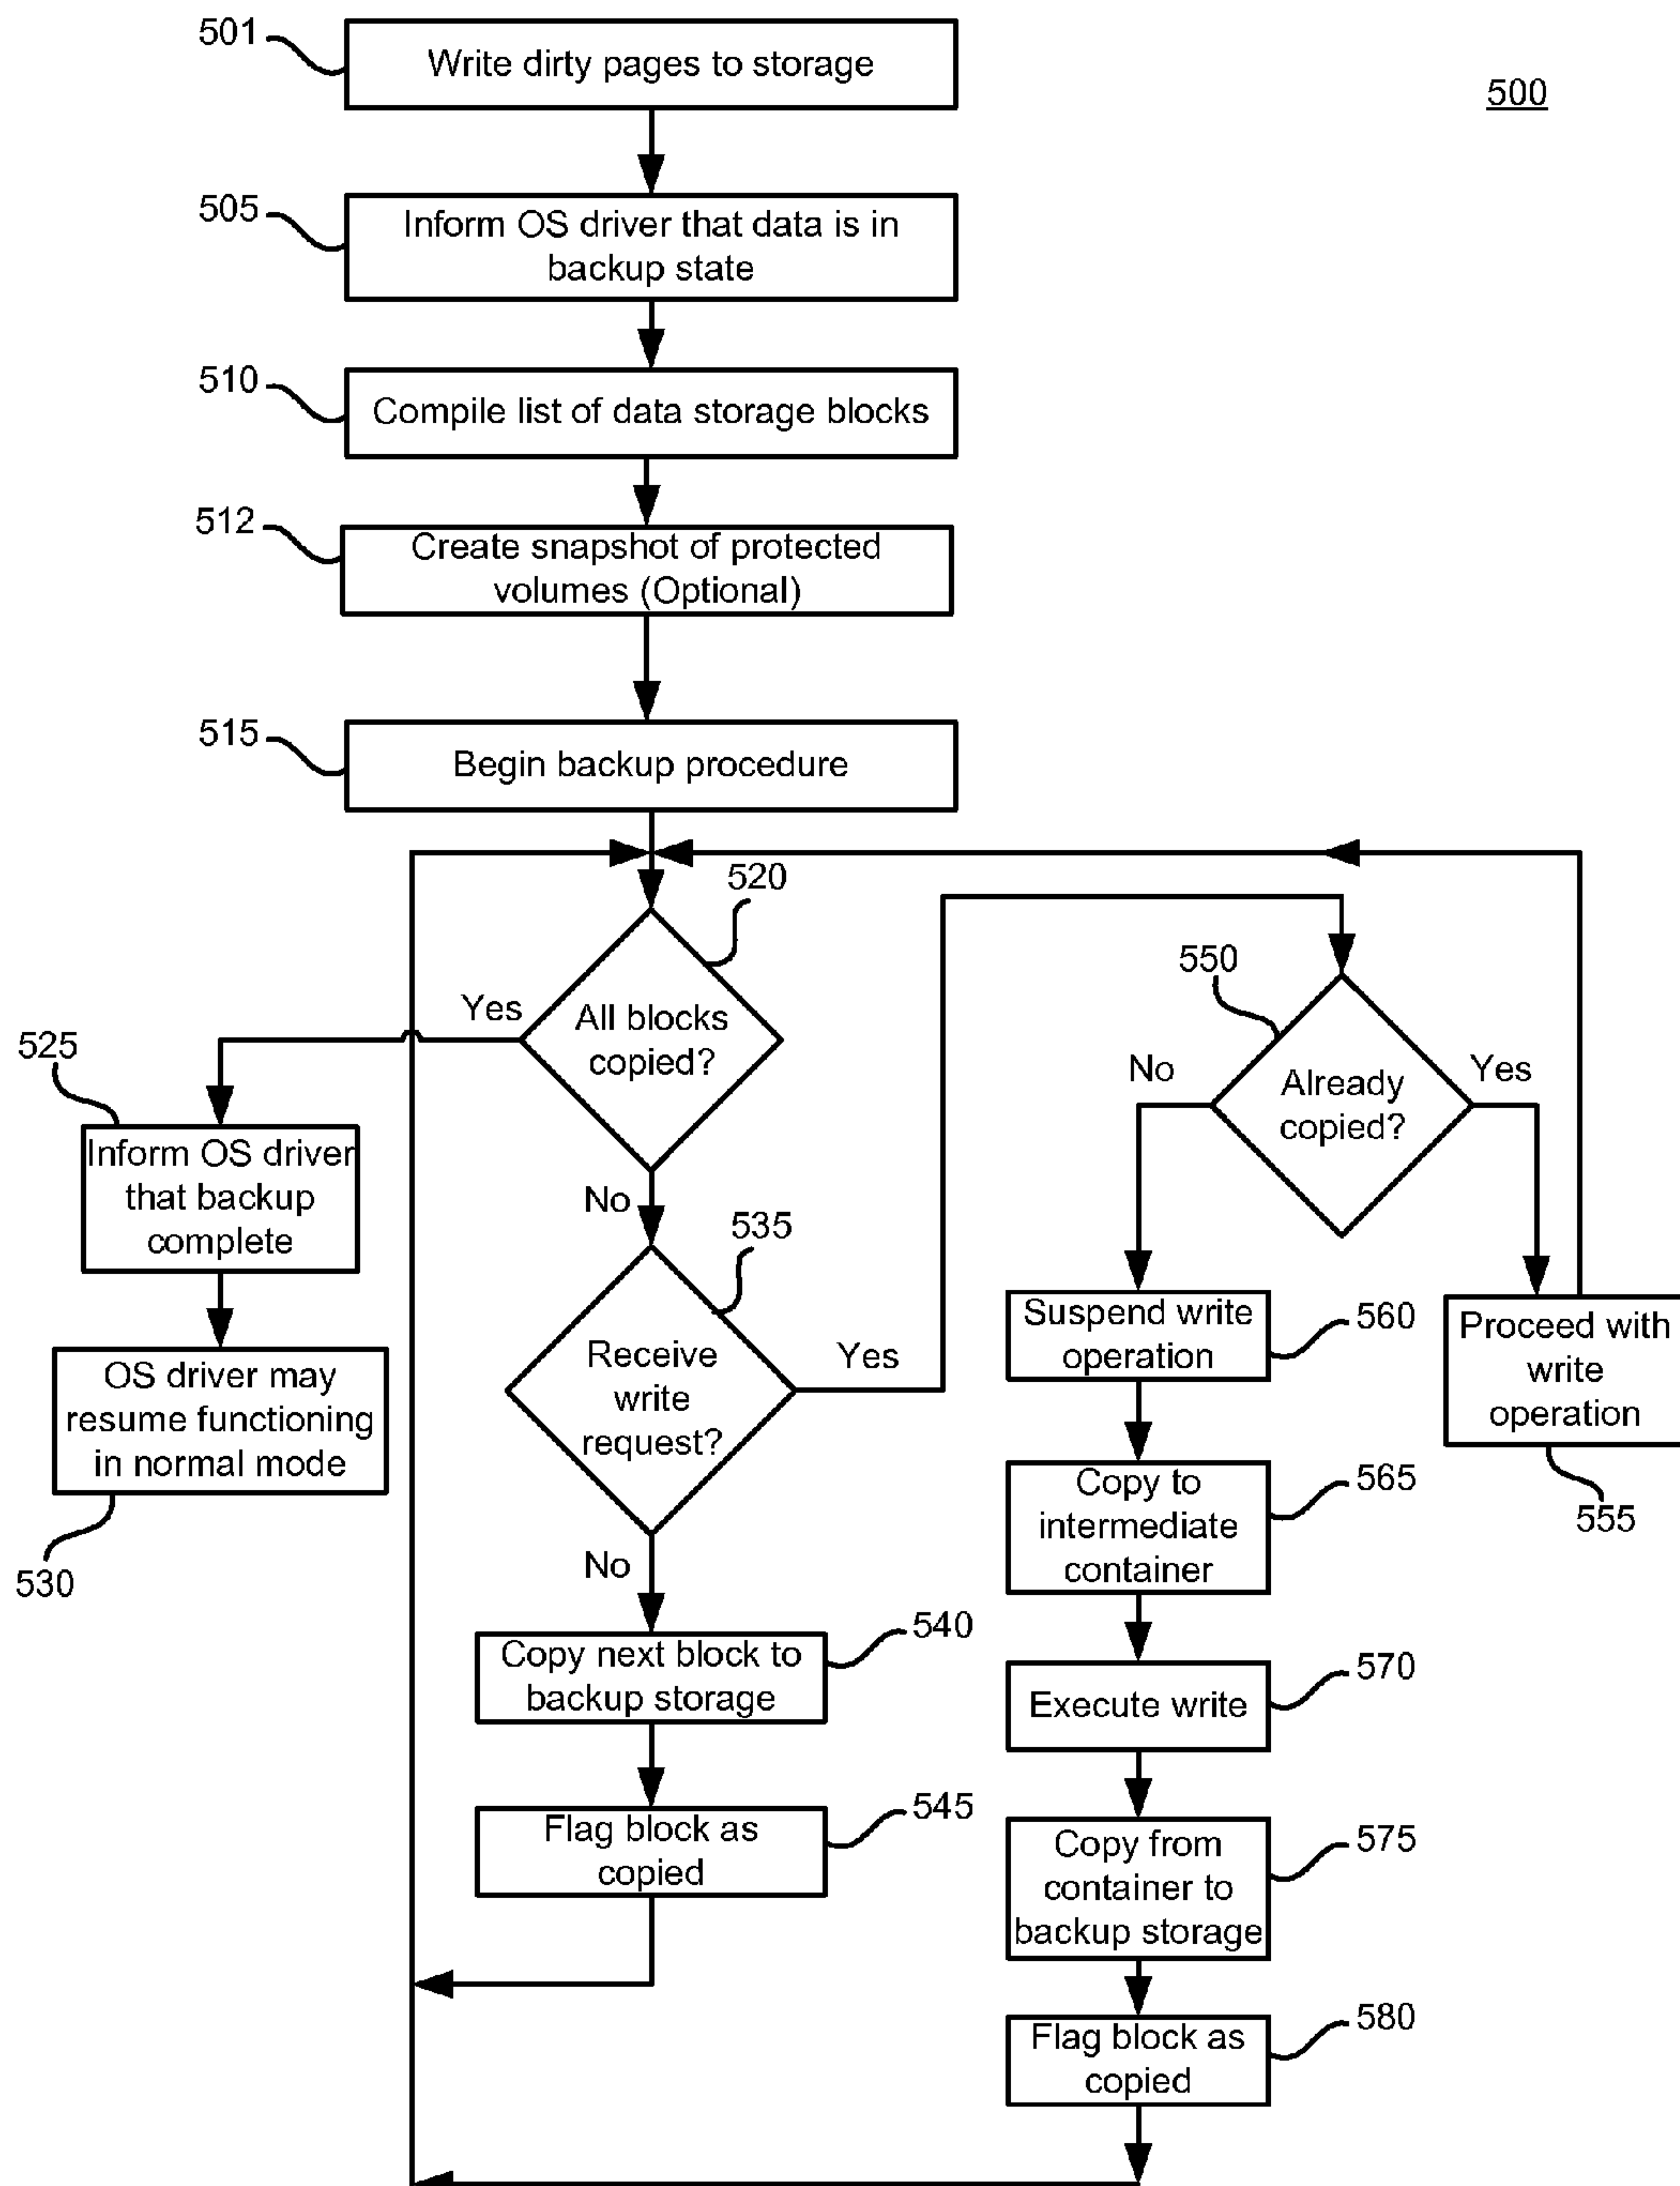 501
Write dirty pages to storage
500
505
Inform OS driver that data is in
backup state
510
Compile list of data storage blocks
512
Create snapshot of protected
volumes (Optional)
515
Begin backup procedure
520
All blocks
copied?
Yes
No
525
Inform OS driver
that backup
complete
OS driver may
resume functioning
in normal mode
530
535
Receive
write
request?
Yes
No
540
Copy next block to
backup storage
545
Flag block as
copied
550
Already
copied?
No
Yes
Suspend write
operation
560
Proceed with
write
operation
555
Copy to
intermediate
container
565
Execute write
570
Copy from
container to
backup storage
575
Flag block as
copied
580